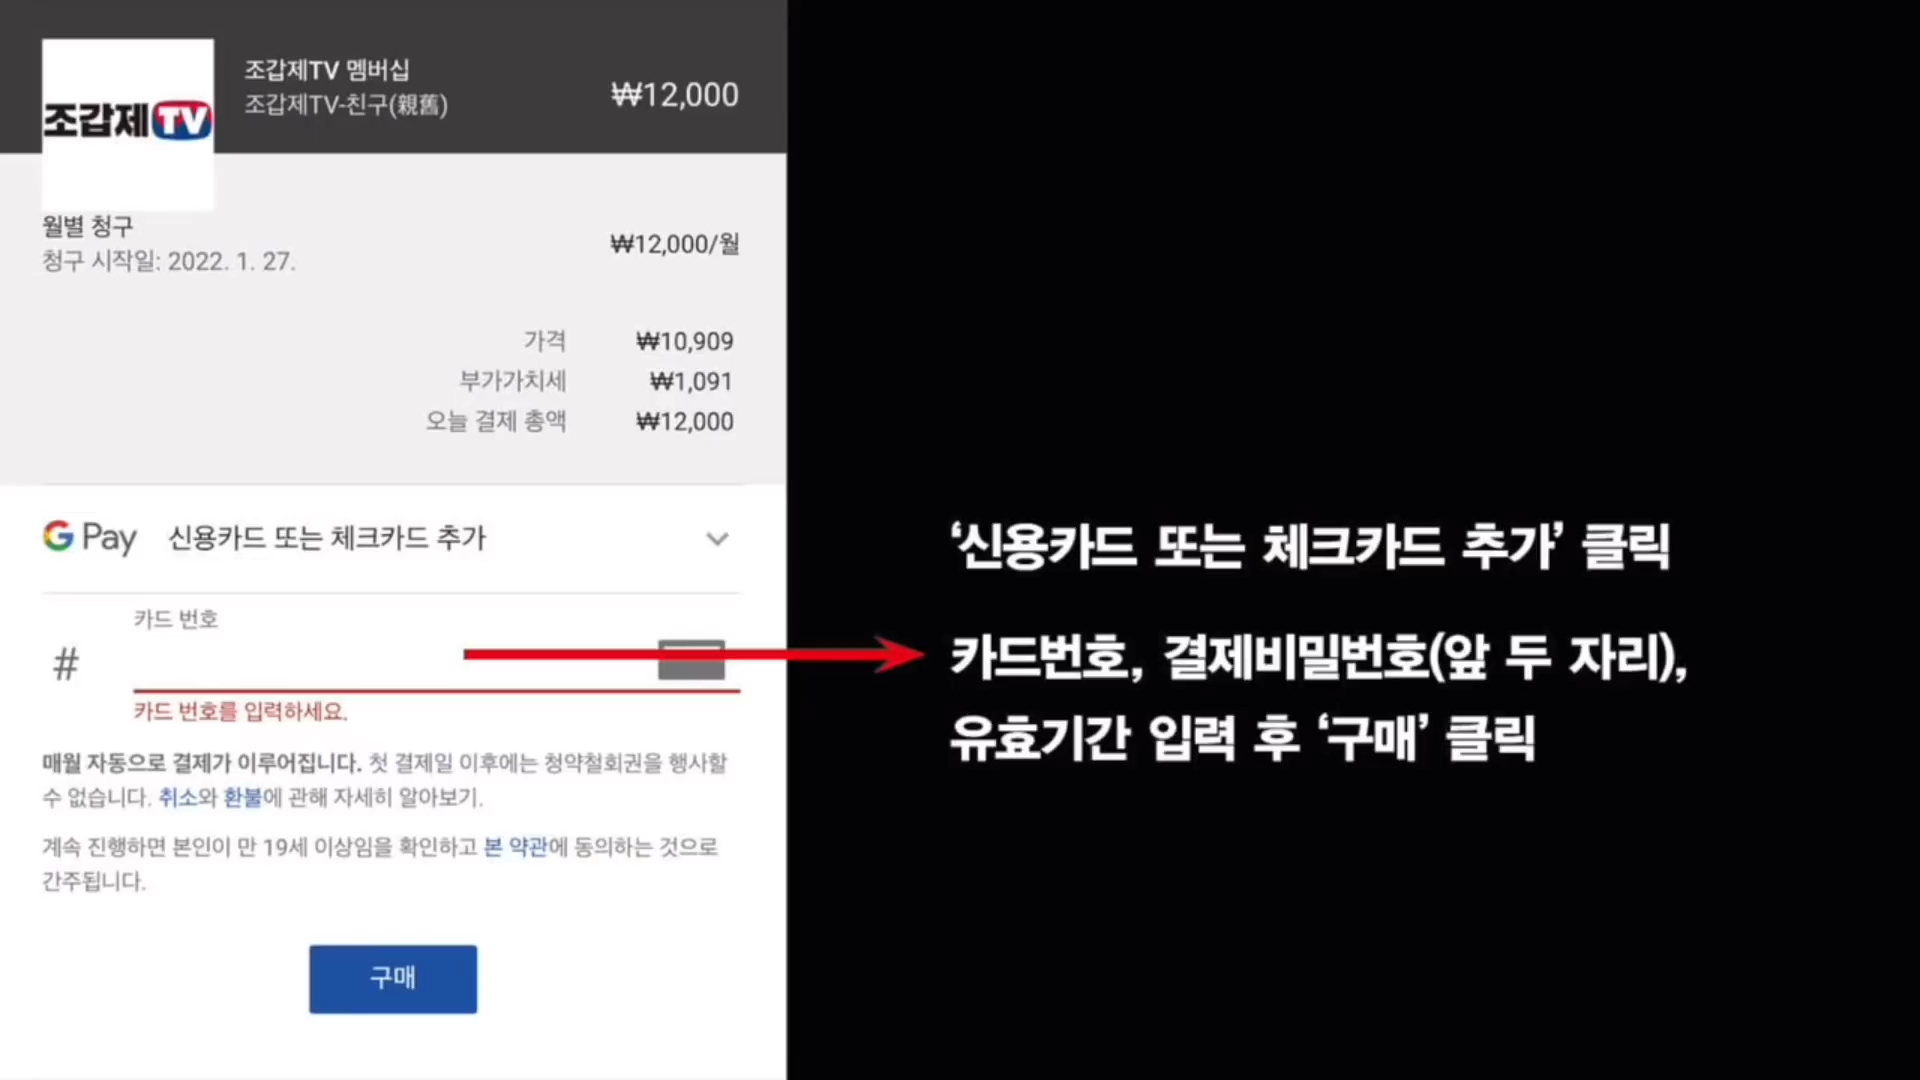 조갑제TV
조갑제TV 멤버십
조갑제TV-친구(親舊)
₩12,000
월별 청구
청구 시작일: 2022. 1. 27.
₩12,000/월
가격 ₩10,909
부가가치세 ₩1,091
오늘 결제 총액 ₩12,000
G Pay 신용카드 또는 체크카드 추가
카드 번호
#
카드 번호를 입력하세요.
매월 자동으로 결제가 이루어집니다. 첫 결제일 이후에는 청약철회권을 행사할
수 없습니다. 취소와 환불에 관해 자세히 알아보기.
계속 진행하면 본인이 만 19세 이상임을 확인하고 본 약관에 동의하는 것으로
간주됩니다.
구매
‘신용카드 또는 체크카드 추가’ 클릭
카드번호, 결제비밀번호(앞 두 자리),
유효기간 입력 후 ‘구매’ 클릭